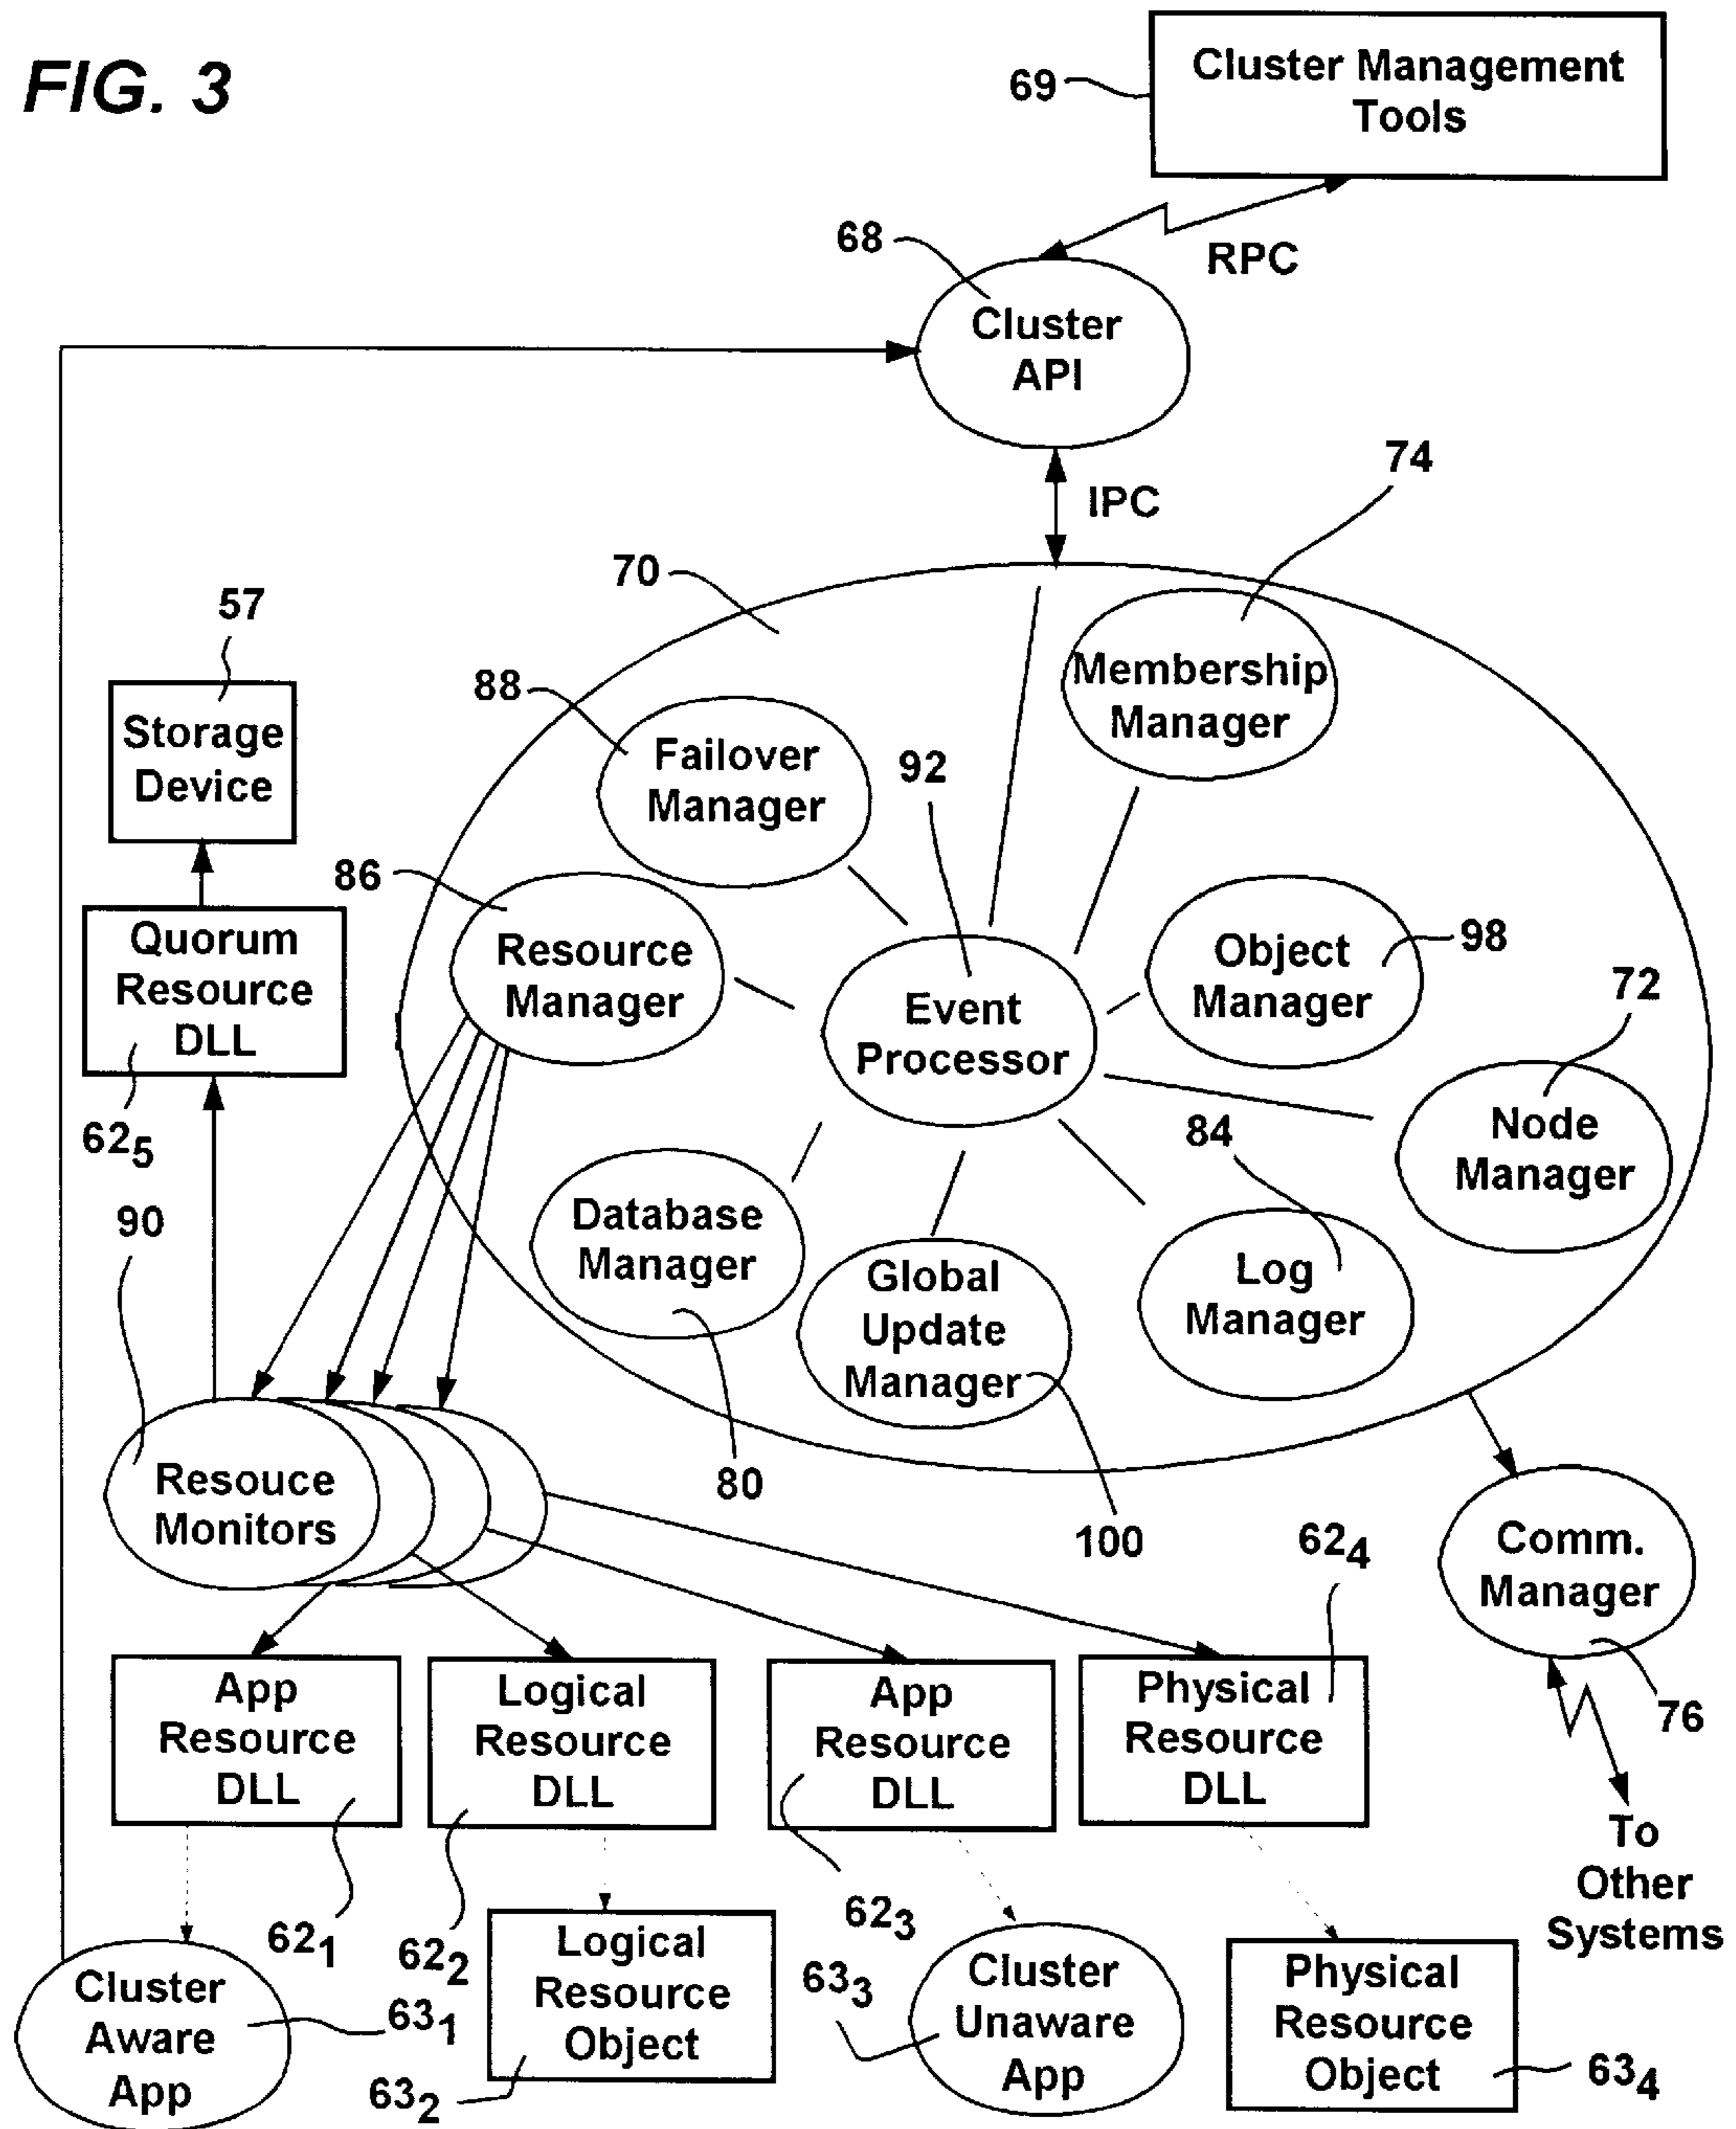 FIG. 3
69
Cluster Management
Tools
68
RPC
Cluster
API
IPC
74
70
57
Storage
Device
88
Failover
Manager
Membership
Manager
92
86
Resource
Manager
Quorum
Resource
DLL
62₅
Event
Processor
Object
Manager
98
72
Node
Manager
84
Log
Manager
Database
Manager
80
Global
Update
Manager
100
90
Resouce
Monitors
62₄
Comm.
Manager
76
To
Other
Systems
App
Resource
DLL
62₁
Logical
Resource
DLL
62₂
App
Resource
DLL
62₃
Physical
Resource
DLL
Cluster
Aware
App
63₁
Logical
Resource
Object
63₂
63₃
Cluster
Unaware
App
Physical
Resource
Object
63₄